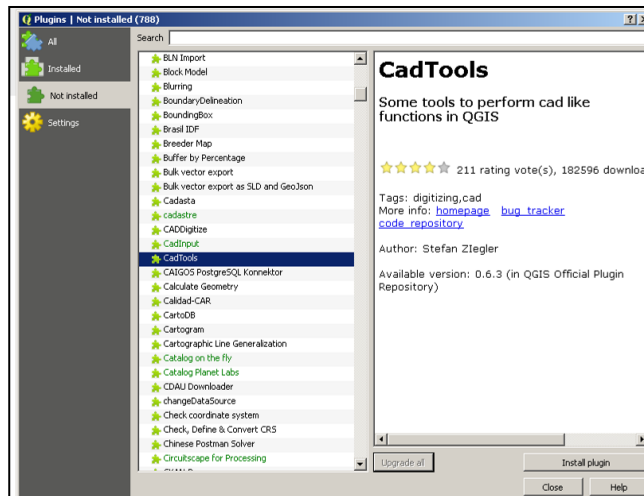 Plugins | Not installed (788)
All
Installed
Not installed
Settings
Search
BLN Import
Block Model
Blurring
BoundaryDelineation
BoundingBox
Brasil IDF
Breeder Map
Buffer by Percentage
Bulk vector export
Bulk vector export as SLD and GeoJson
Cadasta
cadastre
CADDigitize
CadInput
CadTools
CAIGOS PostgreSQL Konnektor
Calculate Geometry
Calidad-CAR
CartoDB
Cartogram
Cartographic Line Generalization
Catalog on the fly
Catalog Planet Labs
CDAU Downloader
changeDataSource
Check coordinate system
Check, Define & Convert CRS
Chinese Postman Solver
Circuitscape for Processing
CadTools
Some tools to perform cad like
functions in QGIS
211 rating vote(s), 182596 downloa
Tags: digitizing,cad
More info: homepage bug tracker
code repository
Author: Stefan ZIegler
Available version: 0.6.3 (in QGIS Official Plugin
Repository)
Upgrade all
Install plugin
Close
Help